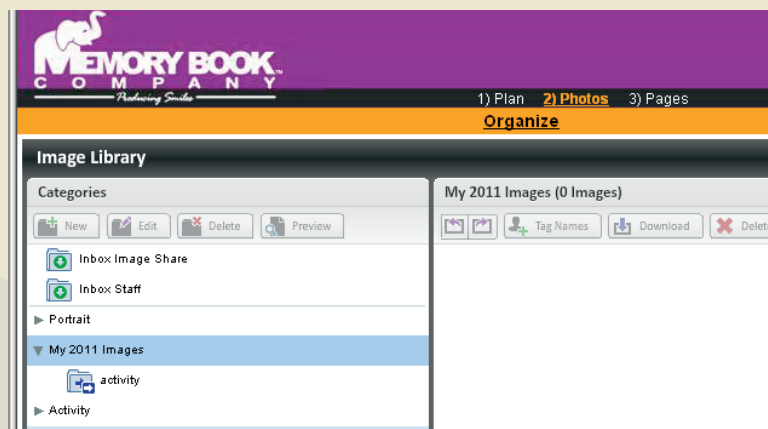 MEMORY BOOK™
COMPANY
Producing Smiles
1) Plan 2) Photos 3) Pages
Organize
Image Library
Categories
New Edit Delete Preview
Inbox Image Share
Inbox Staff
Portrait
My 2011 Images
activity
Activity
My 2011 Images (0 Images)
Tag Names Download Delet